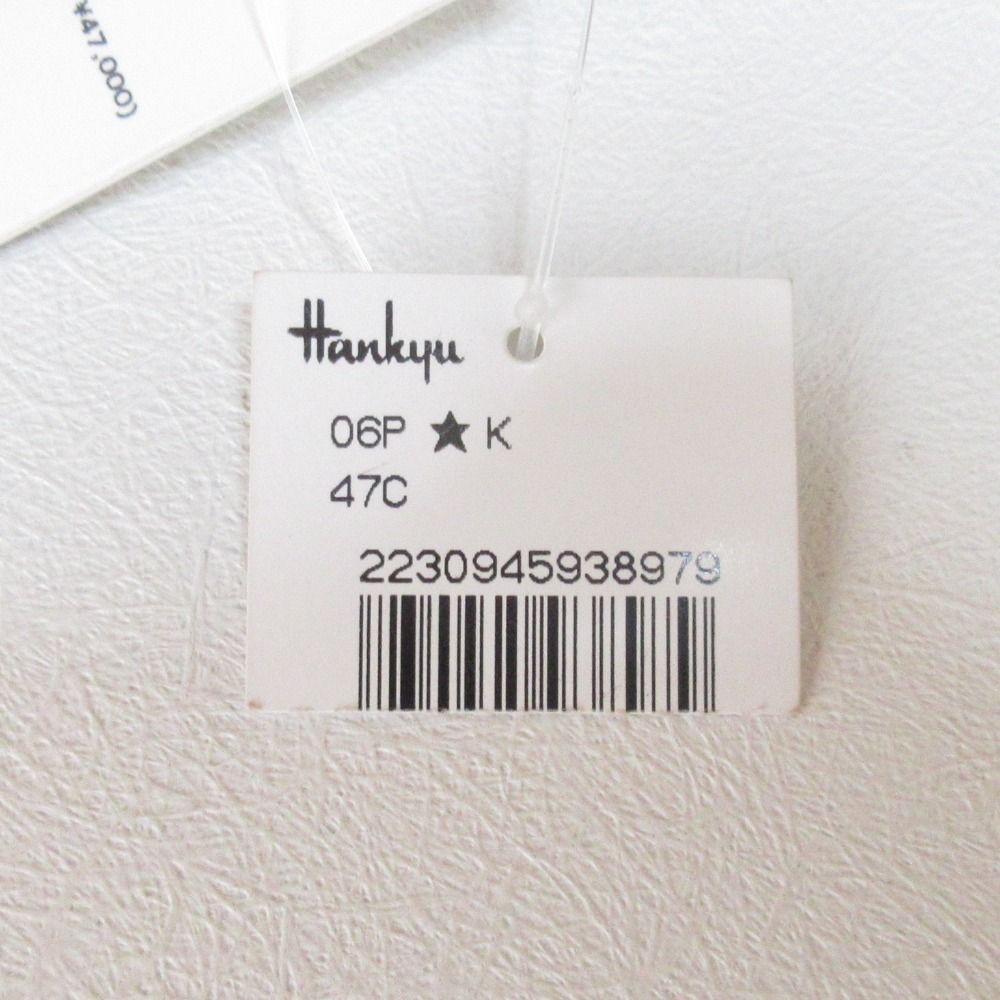 ¥47,000)
Hankyu
06P ★ K
47C
2230945938979